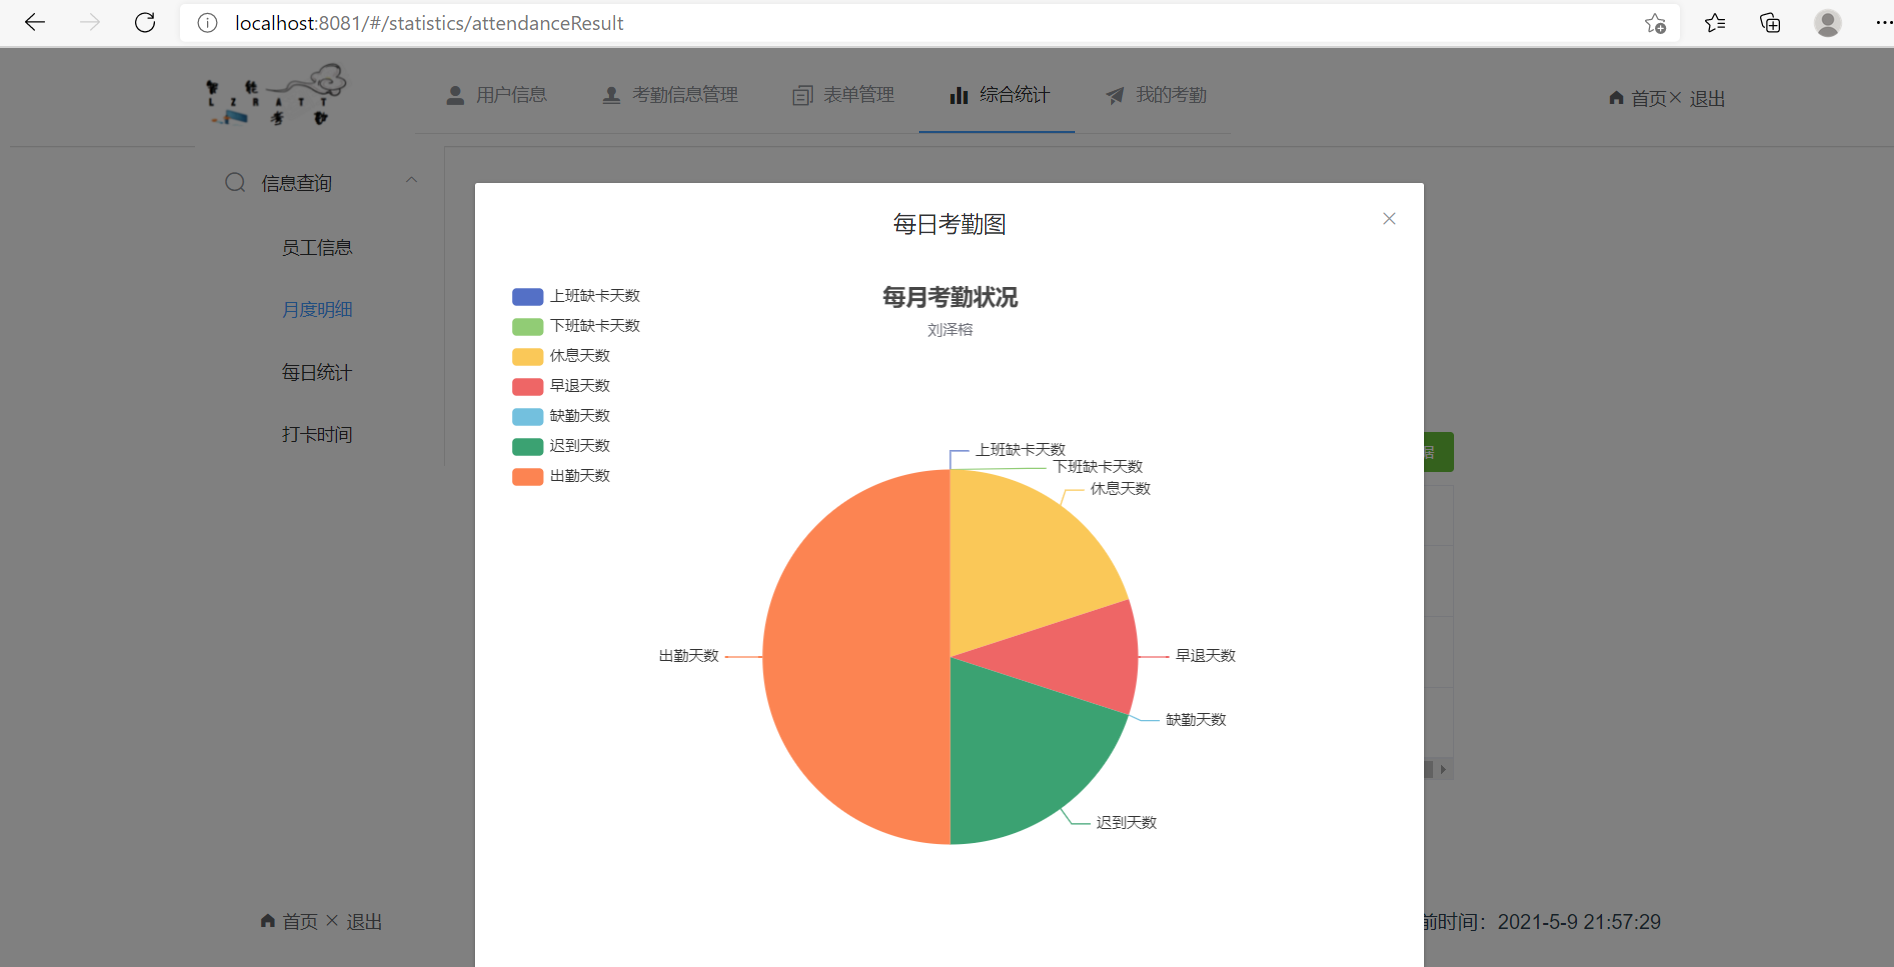 localhost:8081/#/statistics/attendanceResult
LZRATT
用户信息
考勤信息管理
表单管理
综合统计
我的考勤
首页 退出
信息查询
员工信息
月度明细
每日统计
打卡时间
每日考勤图
上班缺卡天数
下班缺卡天数
休息天数
早退天数
缺勤天数
迟到天数
出勤天数
每月考勤状况
刘泽榕
上班缺卡天数
下班缺卡天数
休息天数
出勤天数
早退天数
缺勤天数
迟到天数
首页 退出
前时间：2021-5-9 21:57:29